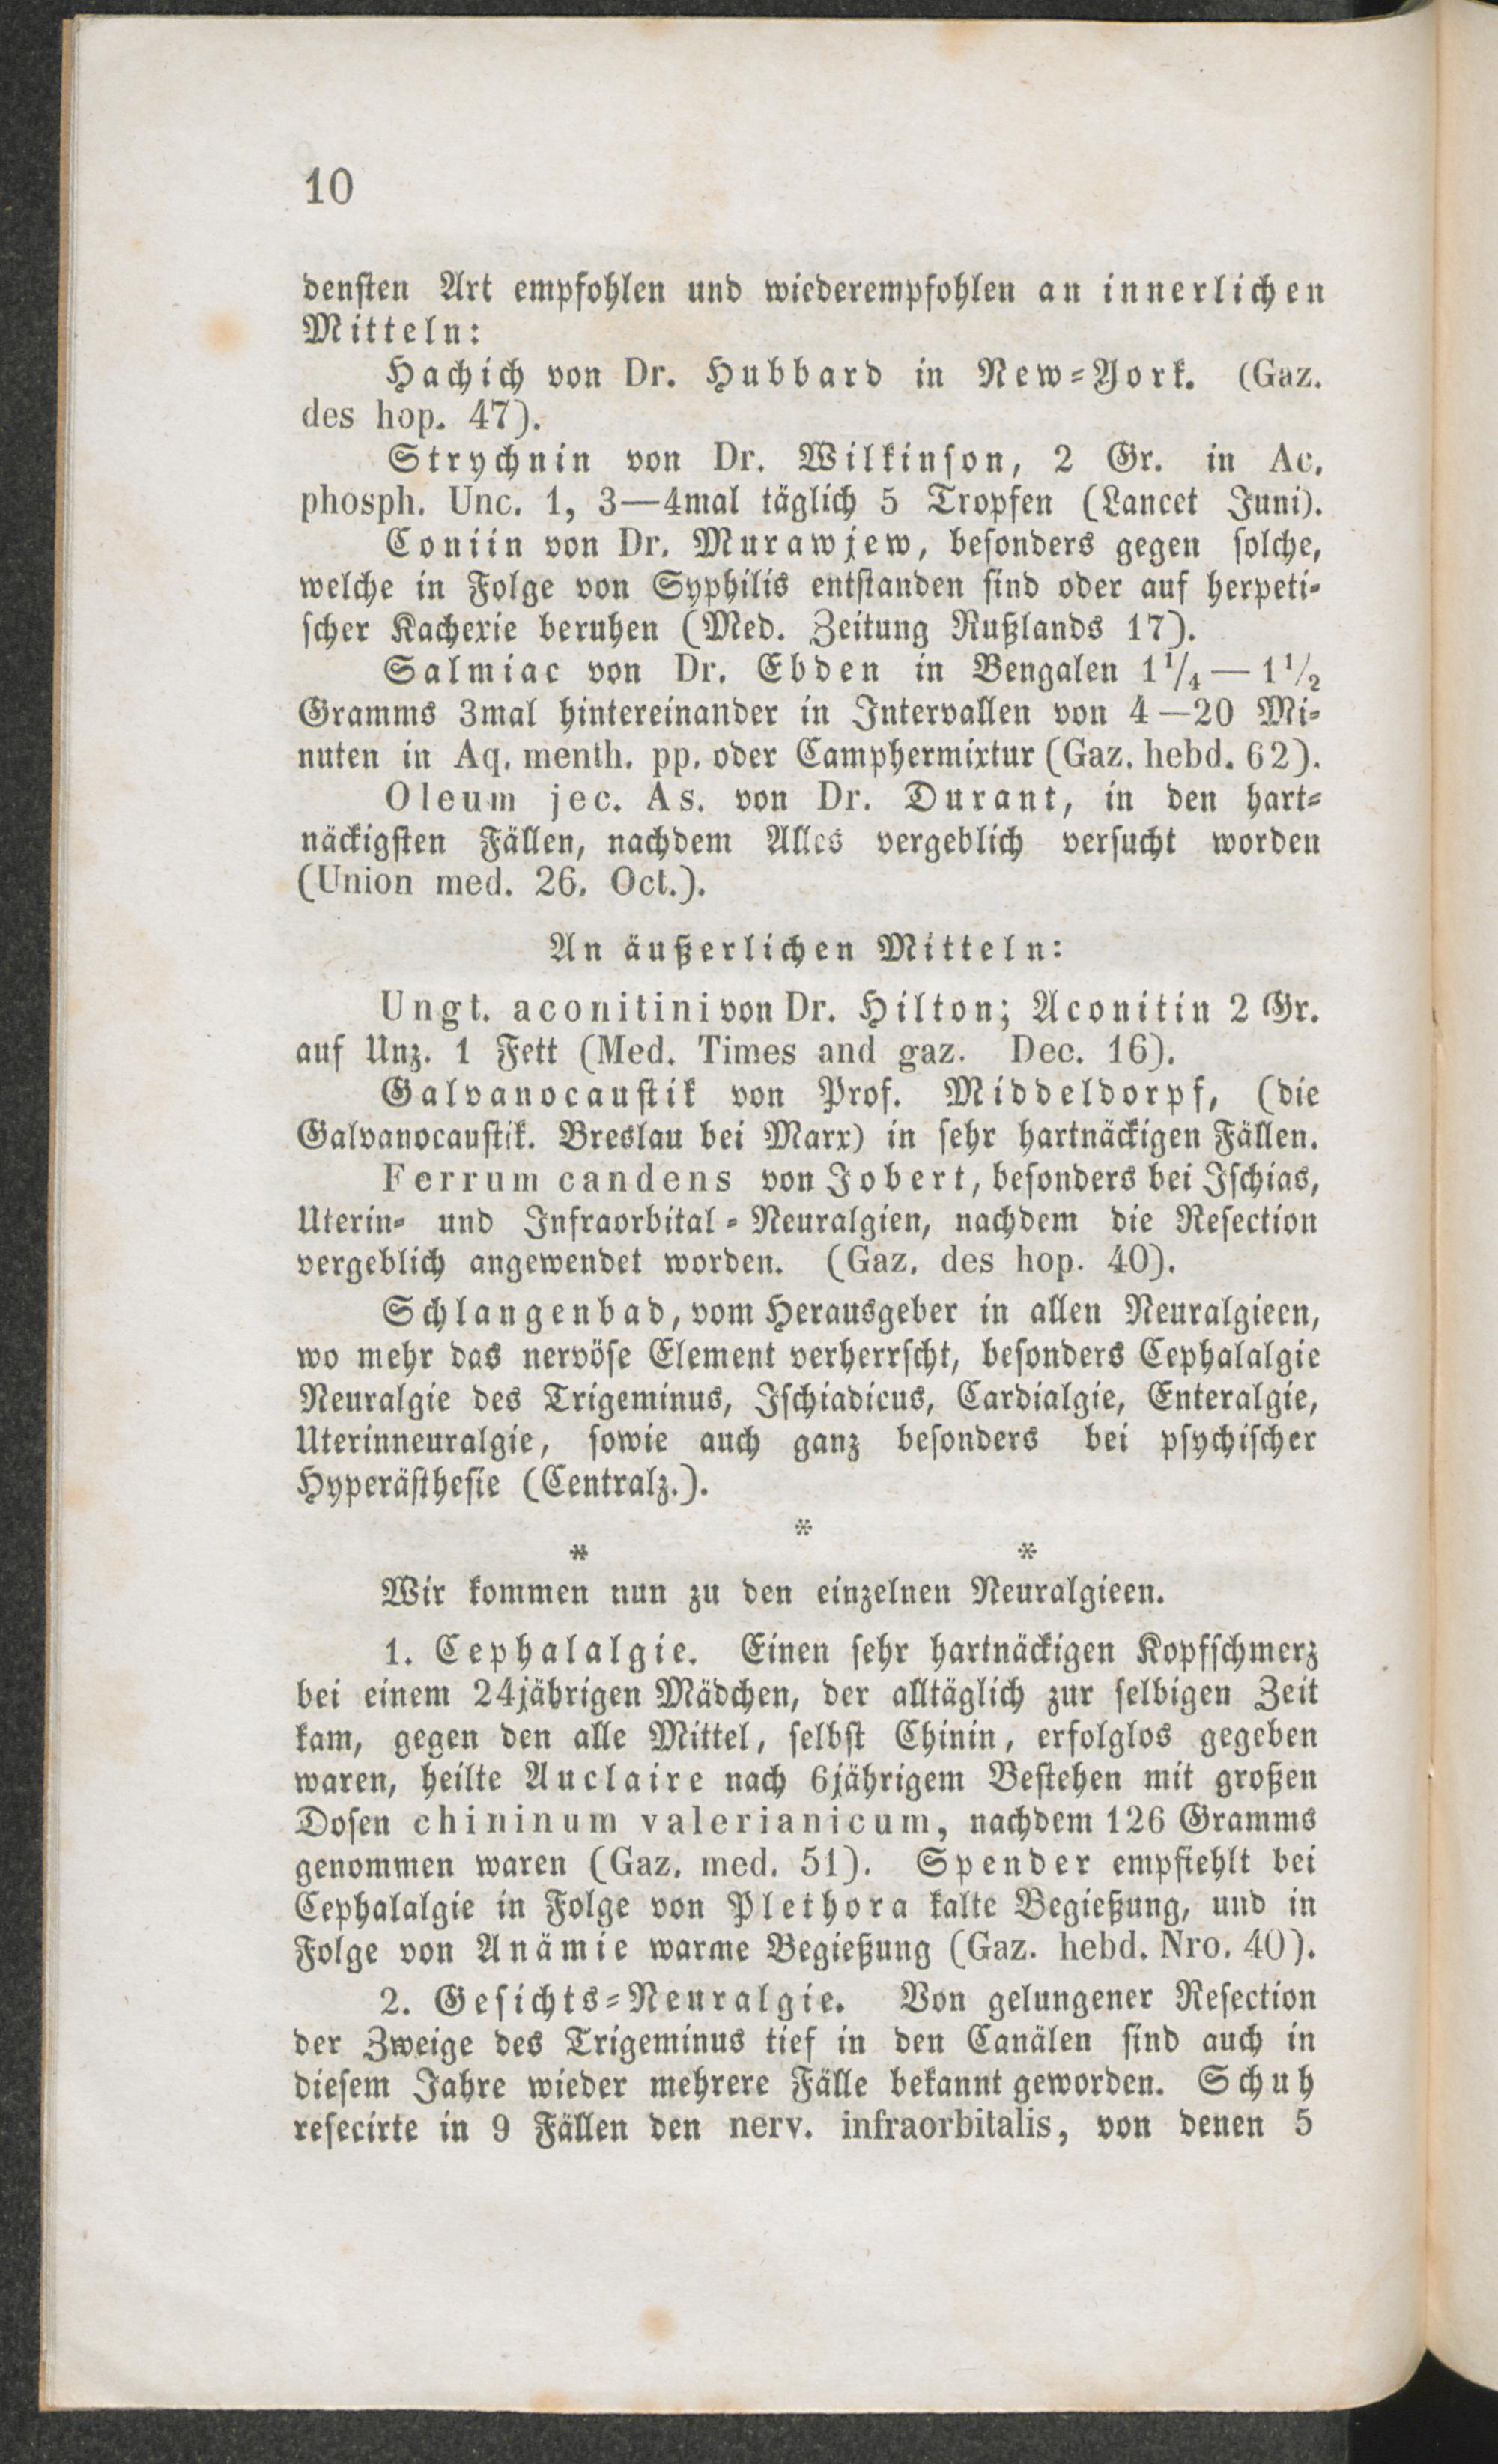 10
densten Art empfohlen und wiederempfohlen an innerlichen
Mitteln:
Hachich von Dr. Hubbard in New-York. (Gaz.
des hop. 47).
Strychnin von Dr. Wilkinson, 2 Gr. in Ac.
phosph. Unc. 1, 3—4mal täglich 5 Tropfen (Lancet Juni).
Coniin von Dr. Murawjew, besonders gegen solche,
welche in Folge von Syphilis entstanden sind oder auf herpeti-
scher Kacherie beruhen (Med. Zeitung Rußlands 17).
Salmiac von Dr. Ebden in Bengalen 1¹/₄ — 1¹/₂
Gramms 3mal hintereinander in Intervallen von 4—20 Mi-
nuten in Aq. menth. pp. oder Camphermixtur (Gaz. hebd. 62).
Oleum jec. As. von Dr. Durant, in den hart-
näckigsten Fällen, nachdem Alles vergeblich versucht worden
(Union med. 26. Oct.).
An äußerlichen Mitteln:
Ungt. aconitini von Dr. Hilton; Aconitin 2 Gr.
auf Unz. 1 Fett (Med. Times and gaz. Dec. 16).
Galvanocaustik von Prof. Middeldorpf, (die
Galvanocaustik. Breslau bei Marx) in sehr hartnäckigen Fällen.
Ferrum candens von Jobert, besonders bei Ischias,
Uterin- und Infraorbital-Neuralgien, nachdem die Resection
vergeblich angewendet worden. (Gaz. des hop. 40).
Schlangenbad, vom Herausgeber in allen Neuralgieen,
wo mehr das nervöse Element verherrscht, besonders Cephalalgie
Neuralgie des Trigeminus, Ischiadicus, Cardialgie, Enteralgie,
Uterinneuralgie, sowie auch ganz besonders bei psychischer
Hyperästhesie (Centralz.).
* * *
Wir kommen nun zu den einzelnen Neuralgieen.
1. Cephalalgie. Einen sehr hartnäckigen Kopfschmerz
bei einem 24jährigen Mädchen, der alltäglich zur selbigen Zeit
kam, gegen den alle Mittel, selbst Chinin, erfolglos gegeben
waren, heilte Auclaire nach 6jährigem Bestehen mit großen
Dosen chininum valerianicum, nachdem 126 Gramms
genommen waren (Gaz. med. 51). Spender empfiehlt bei
Cephalalgie in Folge von Plethora kalte Begießung, und in
Folge von Anämie warme Begießung (Gaz. hebd. Nro. 40).
2. Gesichts-Neuralgie. Von gelungener Resection
der Zweige des Trigeminus tief in den Canälen sind auch in
diesem Jahre wieder mehrere Fälle bekannt geworden. Schuh
resecirte in 9 Fällen den nerv. infraorbitalis, von denen 5